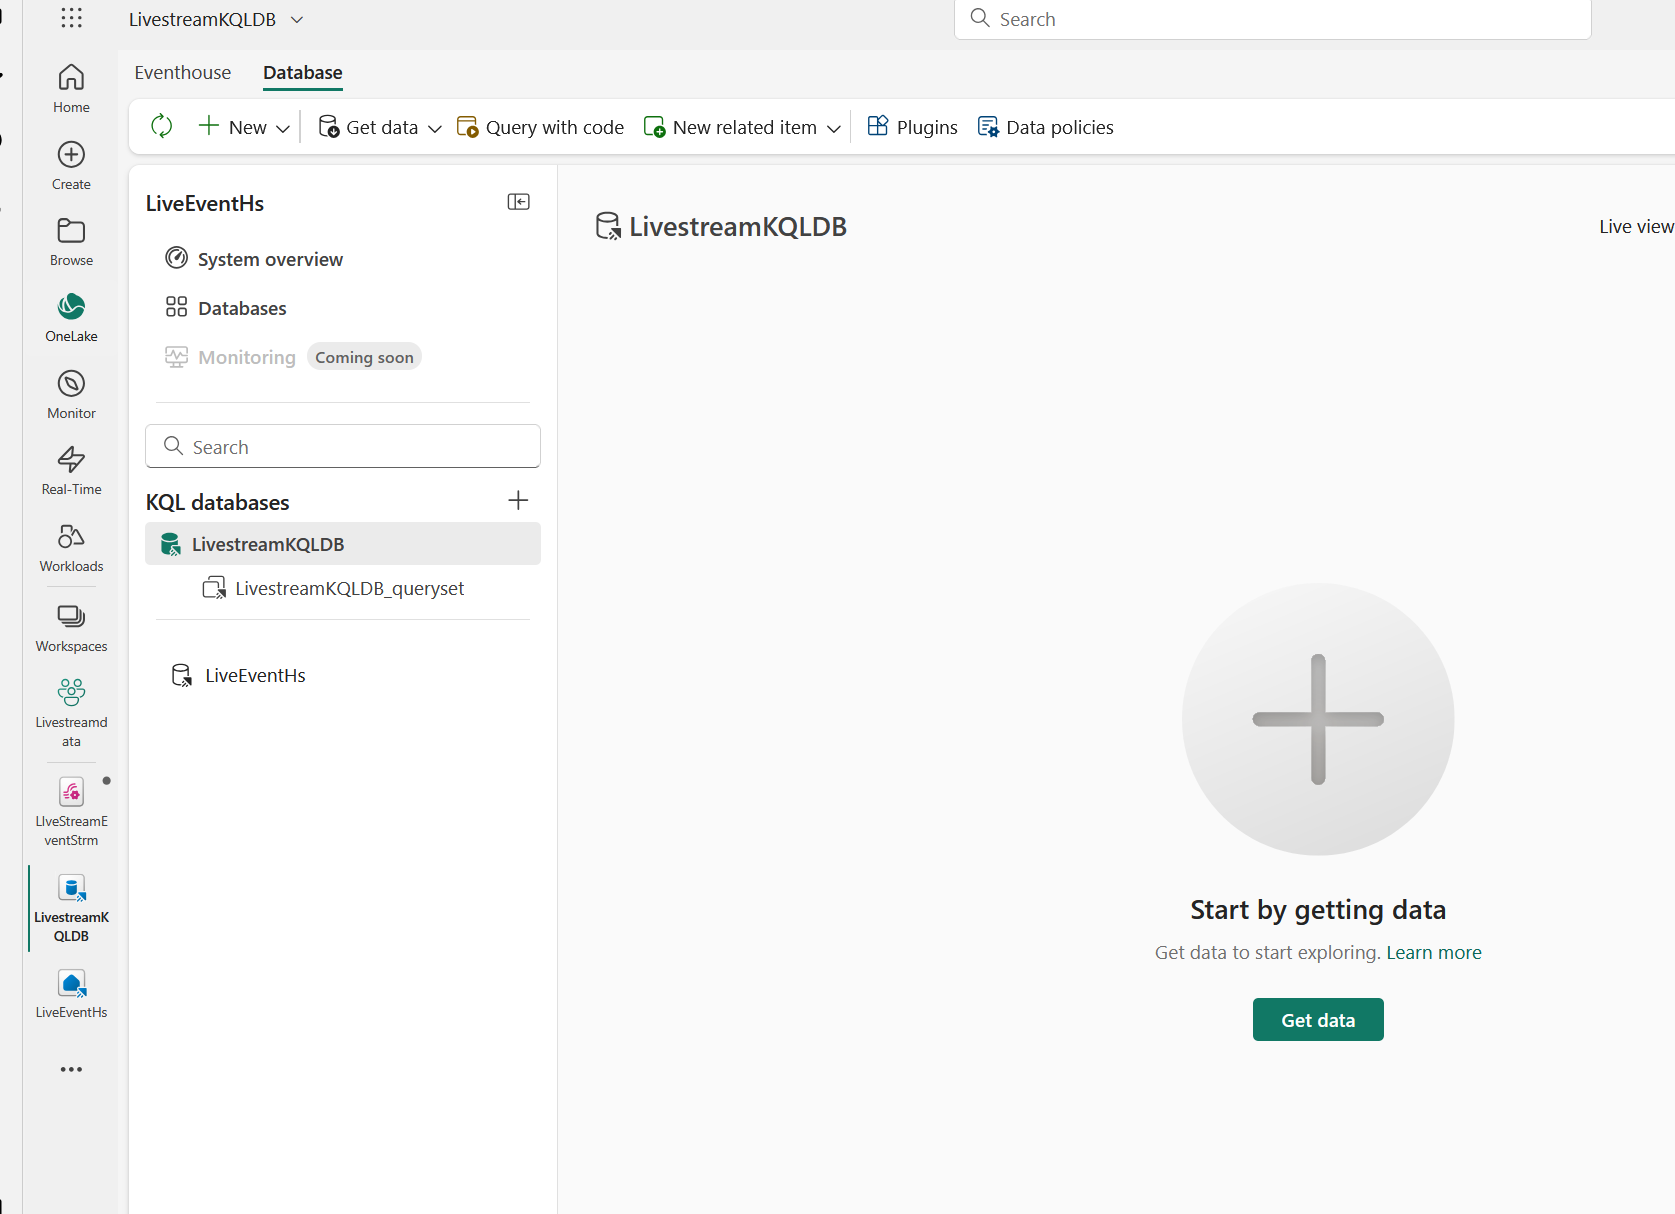 LivestreamKQLDB
Search
Home
Create
Browse
OneLake
Monitor
Real-Time
Workloads
Workspaces
Livestreamd
ata
LIveStreamE
ventStrm
LivestreamK
QLDB
LiveEventHs
Eventhouse Database
New Get data Query with code New related item Plugins Data policies
LiveEventHs
System overview
Databases
Monitoring Coming soon
Search
KQL databases
LivestreamKQLDB
LivestreamKQLDB_queryset
LiveEventHs
LivestreamKQLDB
Live view
Start by getting data
Get data to start exploring. Learn more
Get data